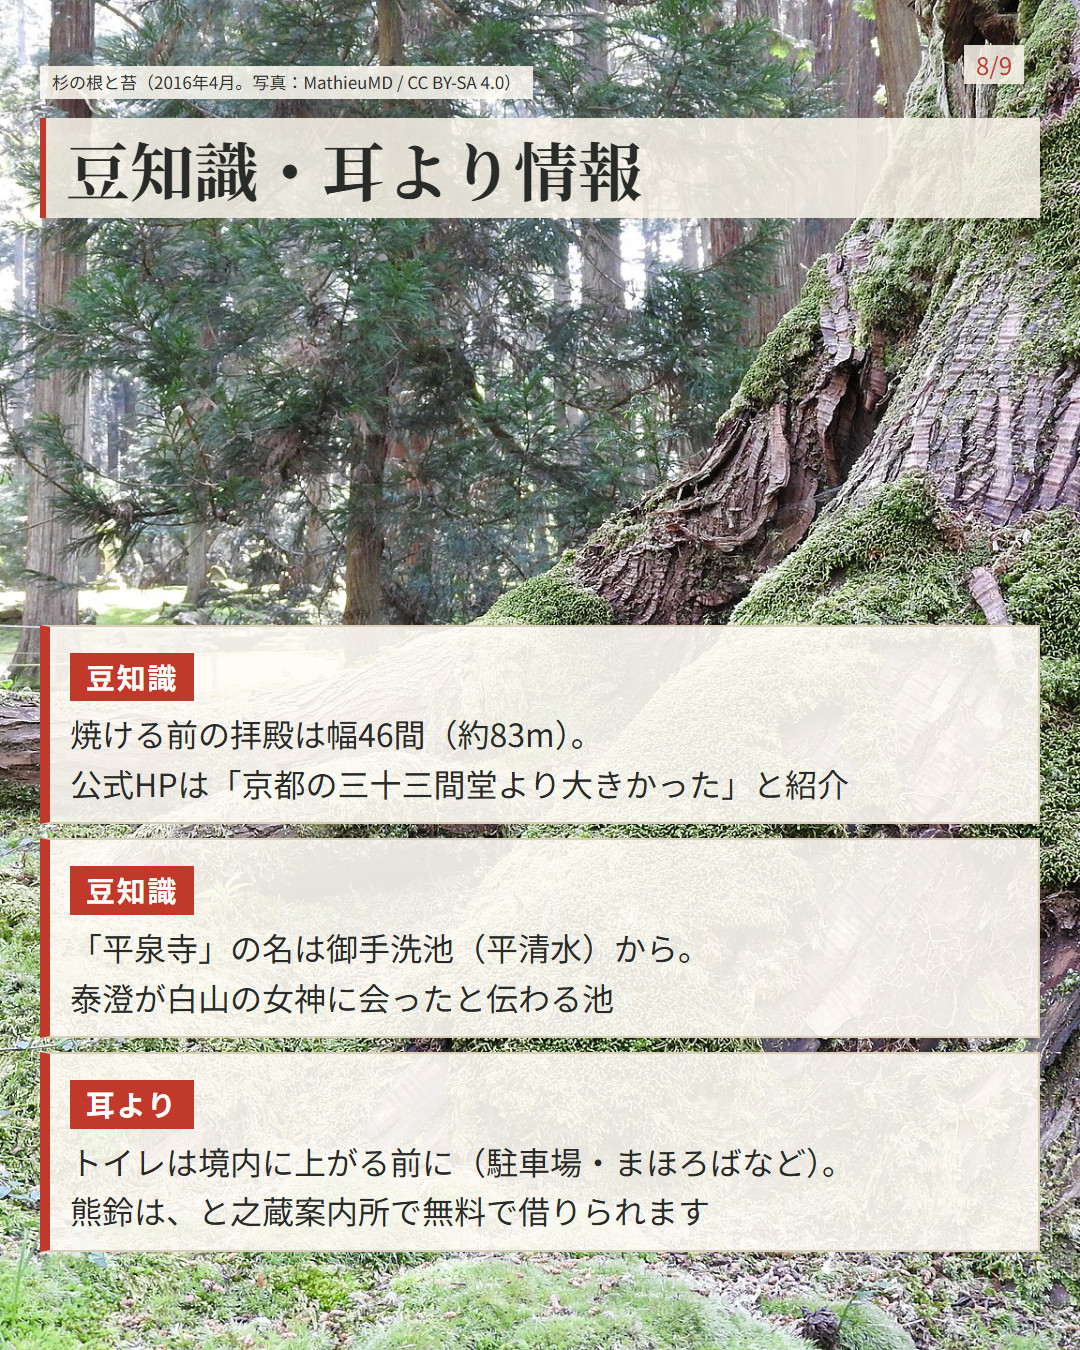 杉の根と苔（2016年4月。写真：MathieuMD / CC BY-SA 4.0）
8/9
豆知識・耳より情報
豆知識
焼ける前の拝殿は幅46間（約83m）。
公式HPは「京都の三十三間堂より大きかった」と紹介
豆知識
「平泉寺」の名は御手洗池（平清水）から。
泰澄が白山の女神に会ったと伝わる池
耳より
トイレは境内に上がる前に（駐車場・まほろばなど）。
熊鈴は、と之蔵案内所で無料で借りられます